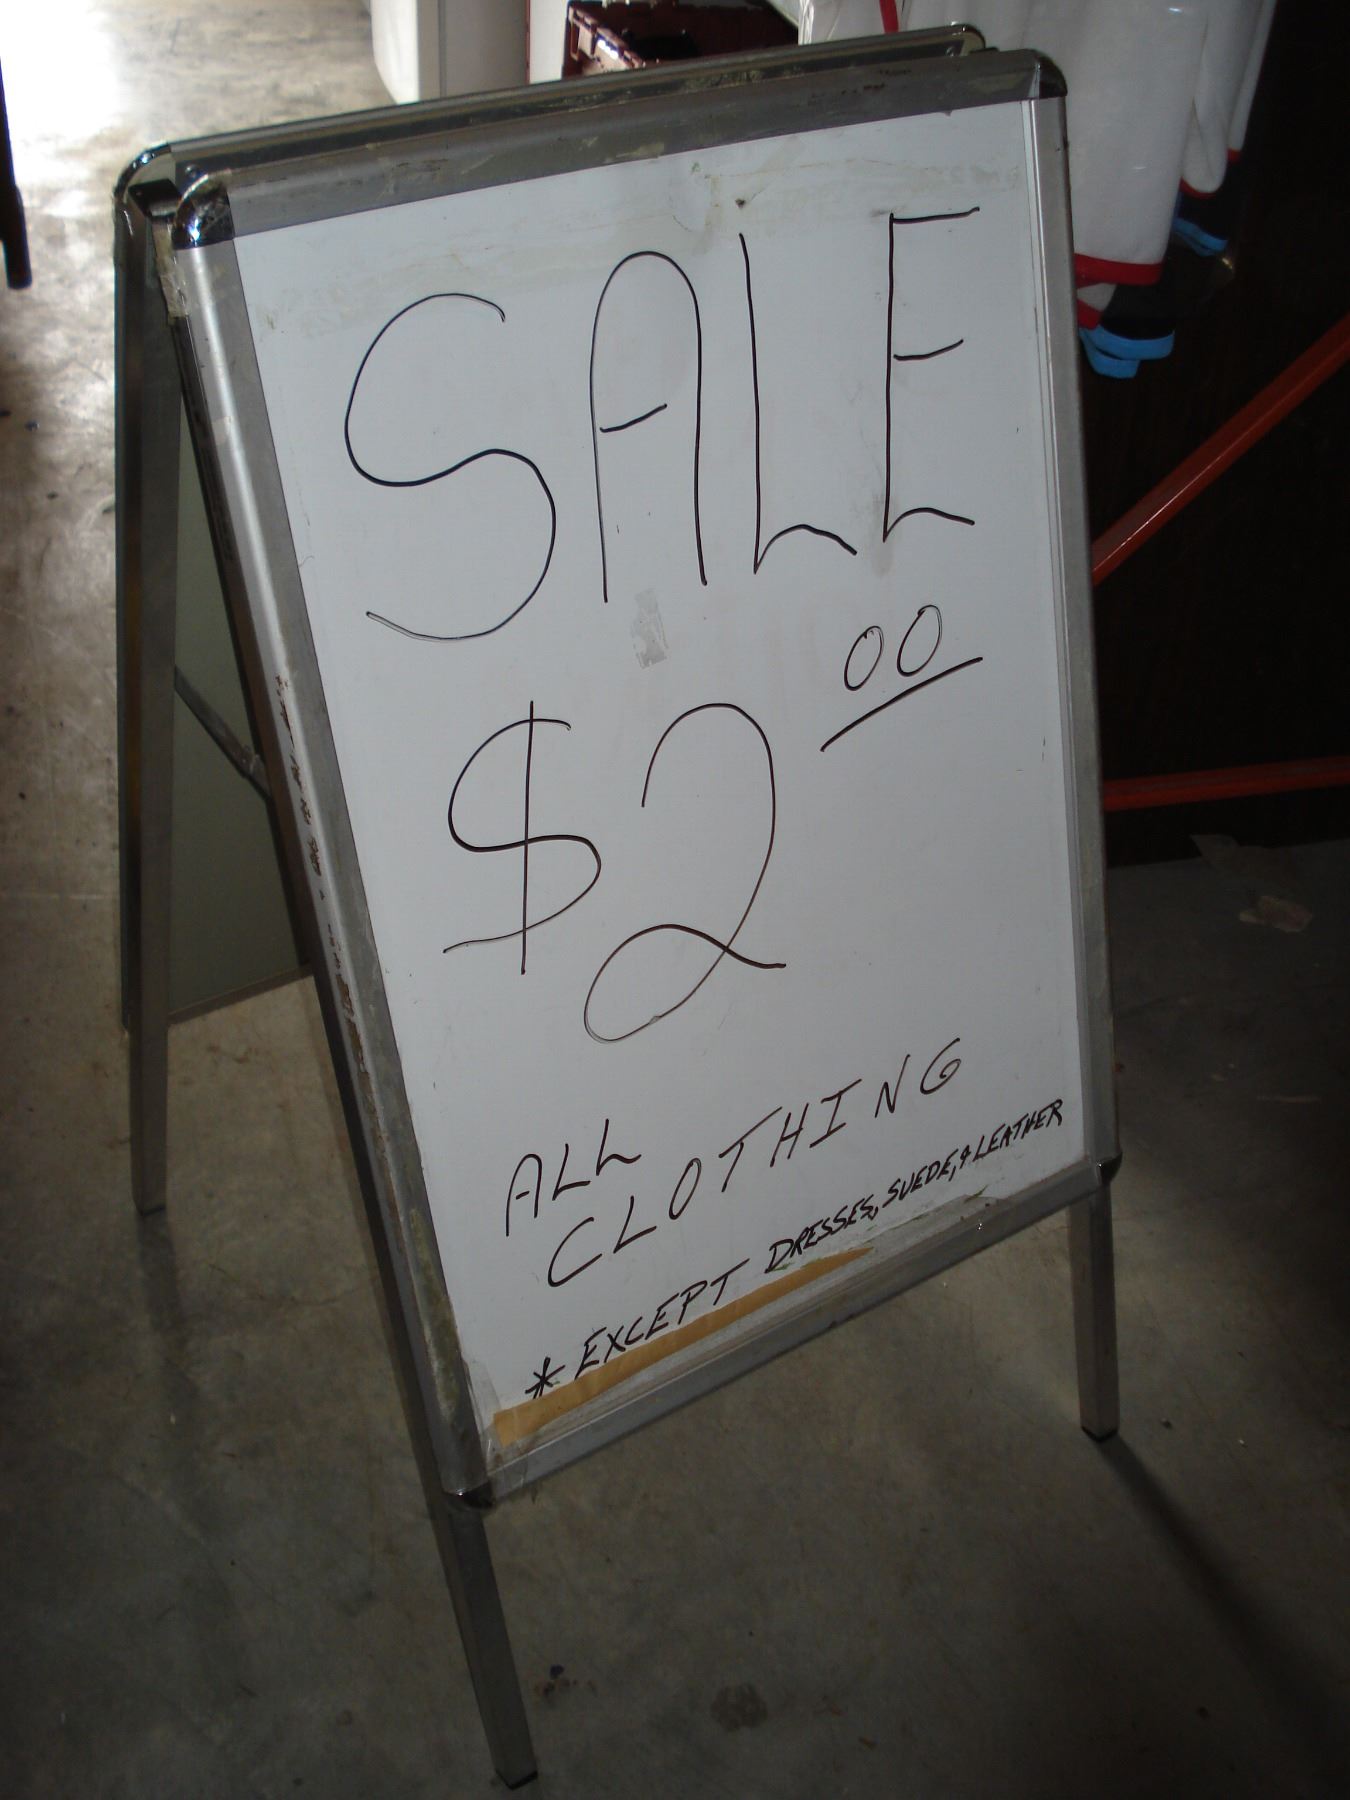 SALE
$2 00
ALL
CLOTHING
* EXCEPT DRESSES, SUEDE, & LEATHER